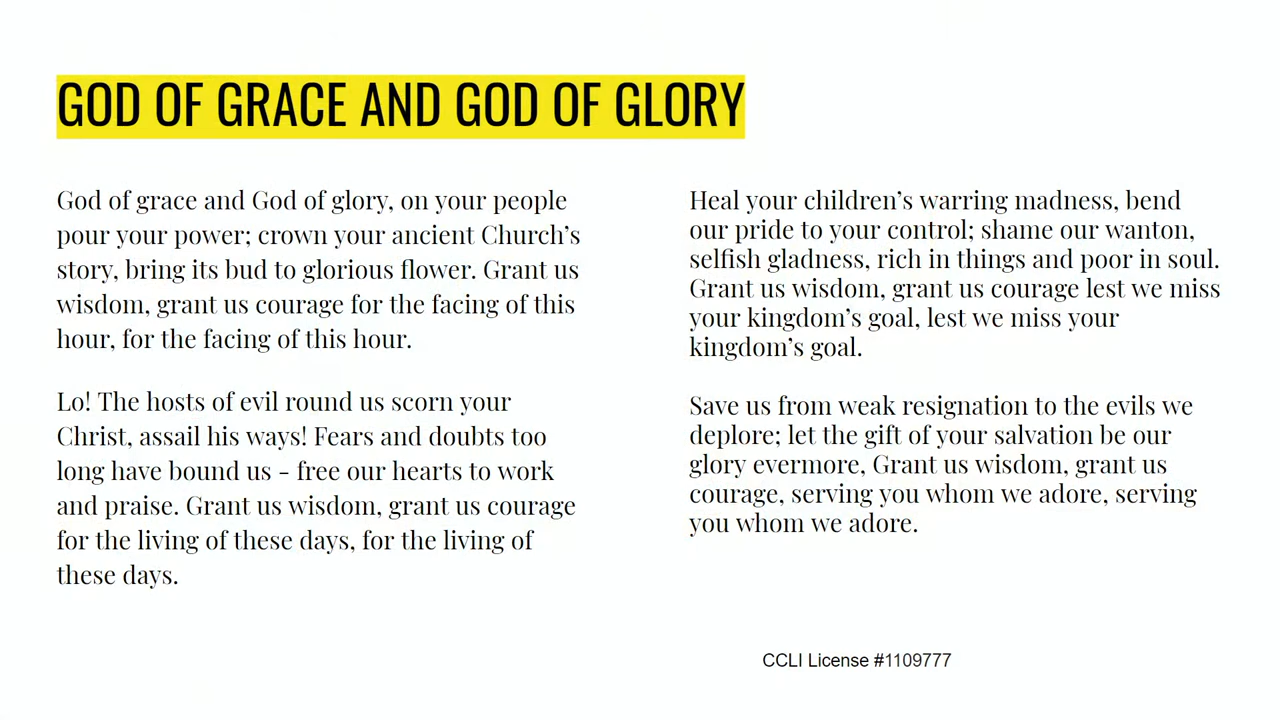 GOD OF GRACE AND GOD OF GLORY
God of grace and God of glory, on your people
pour your power; crown your ancient Church’s
story, bring its bud to glorious flower. Grant us
wisdom, grant us courage for the facing of this
hour, for the facing of this hour.
Lo! The hosts of evil round us scorn your
Christ, assail his ways! Fears and doubts too
long have bound us - free our hearts to work
and praise. Grant us wisdom, grant us courage
for the living of these days, for the living of
these days.
Heal your children’s warring madness, bend
our pride to your control; shame our wanton,
selfish gladness, rich in things and poor in soul.
Grant us wisdom, grant us courage lest we miss
your kingdom’s goal, lest we miss your
kingdom’s goal.
Save us from weak resignation to the evils we
deplore; let the gift of your salvation be our
glory evermore, Grant us wisdom, grant us
courage, serving you whom we adore, serving
you whom we adore.
CCLI License #1109777